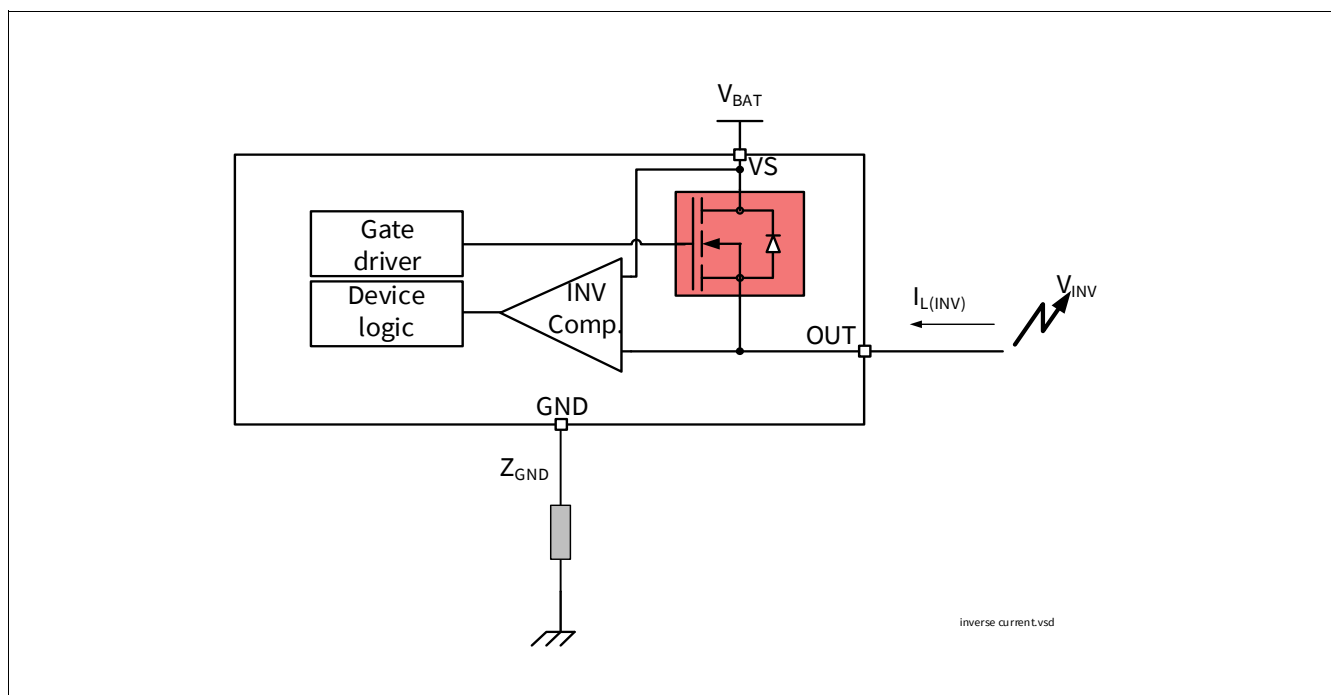 V_BAT
VS
Gate
driver
Device
logic
INV
Comp.
OUT
I_L(INV)
V_INV
GND
Z_GND
inverse current.vsd